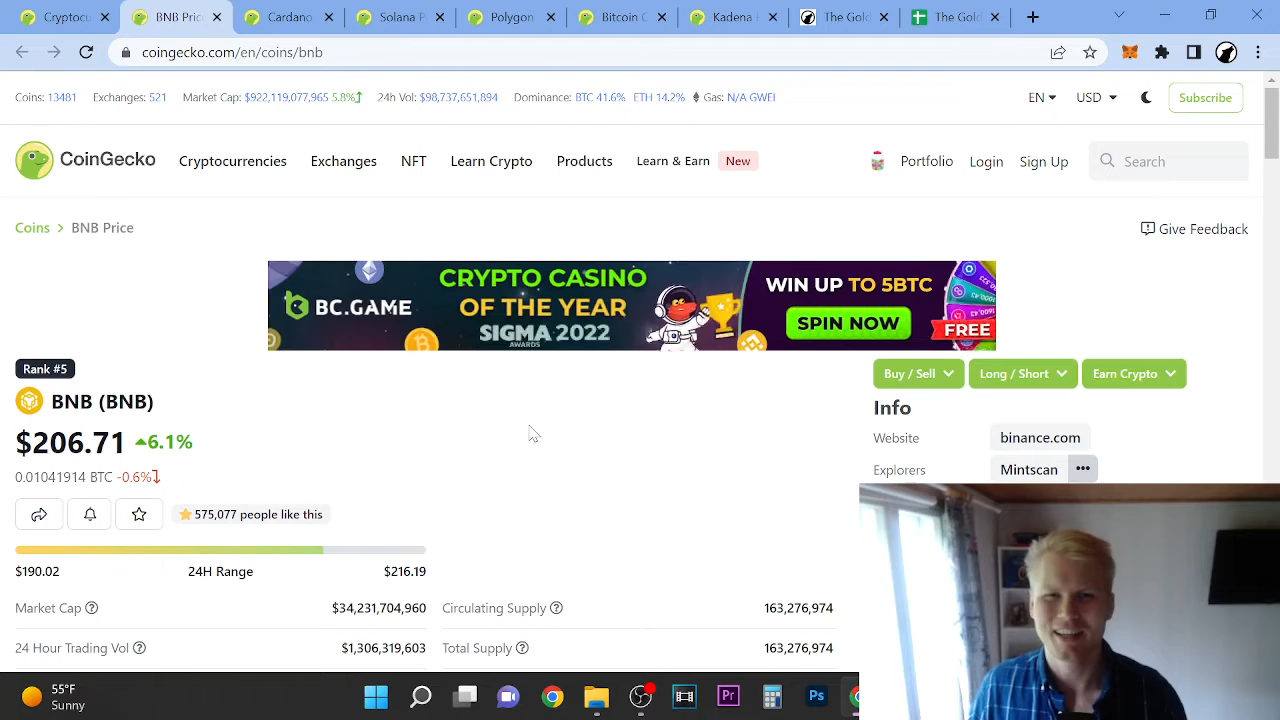 BNB Pric
Cardano
Phantom
Polygon
Bitcoin C
Kadena
Portfolio
The Gold
coingecko.com/en/coins/bnb
Coins: 13481 Exchanges: 521 Market Cap: $922,119,077,965 5.8% 24h Vol: $98,737,651,894 Dominance: BTC 41.6% ETH 14.2% Gas: N/A GWEI EN USD Subscribe
CoinGecko Cryptocurrencies Exchanges NFT Learn Crypto Products Learn & Earn New Portfolio Login Sign Up Search
Coins > BNB Price Give Feedback
BC.GAME
CRYPTO CASINO
OF THE YEAR
SIGMA 2022
AWARDS
WIN UP TO 5BTC
SPIN NOW
FREE
Rank #5
BNB (BNB)
$206.71 6.1%
0.01041914 BTC -0.6%
people like this
$190.02 24H Range $216.19
Market Cap $34,231,704,960
24 Hour Trading Vol $1,306,319,603
Circulating Supply 163,276,974
Total Supply 163,276,974
Buy / Sell Long / Short Earn Crypto
Info
Website binance.com
Explorers Mintscan •••
55°F
Sunny
Pr
Ps